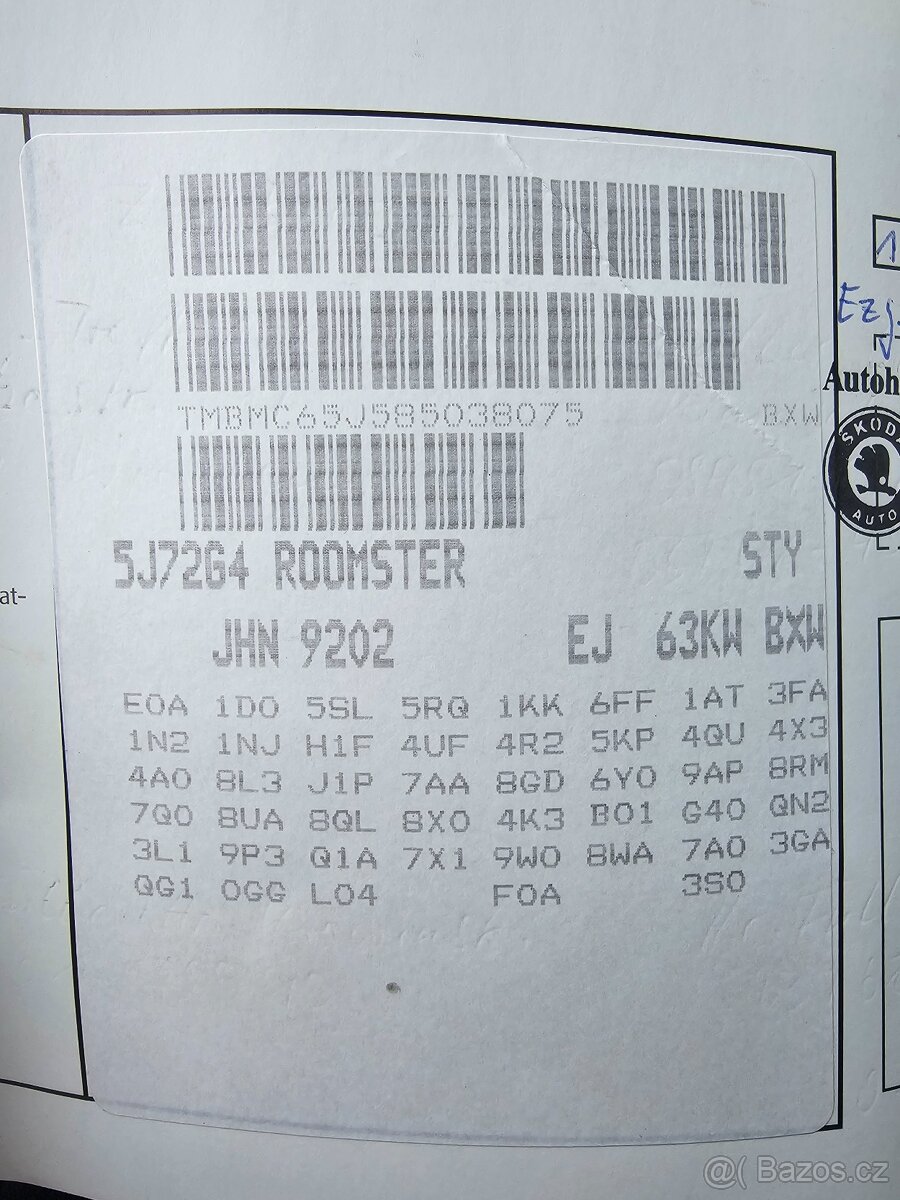 TMBMC65J585038075 BXW
5J72G4 ROOMSTER STY
JHN 9202 EJ 63KW BXW
E0A 1D0 5SL 5RQ 1KK 6FF 1AT 3FA
1N2 1NJ H1F 4UF 4R2 5KP 4QU 4X3
4A0 8L3 J1P 7AA 8GD 6Y0 9AP 8RM
7Q0 8UA 8QL 8X0 4K3 B01 G40 QN2
3L1 9P3 Q1A 7X1 9W0 8WA 7A0 3GA
QG1 0GG L04 F0A 3S0
at-
1
Ezg.
Autoh
ŠKODA
AUTO
@( Bazos.cz